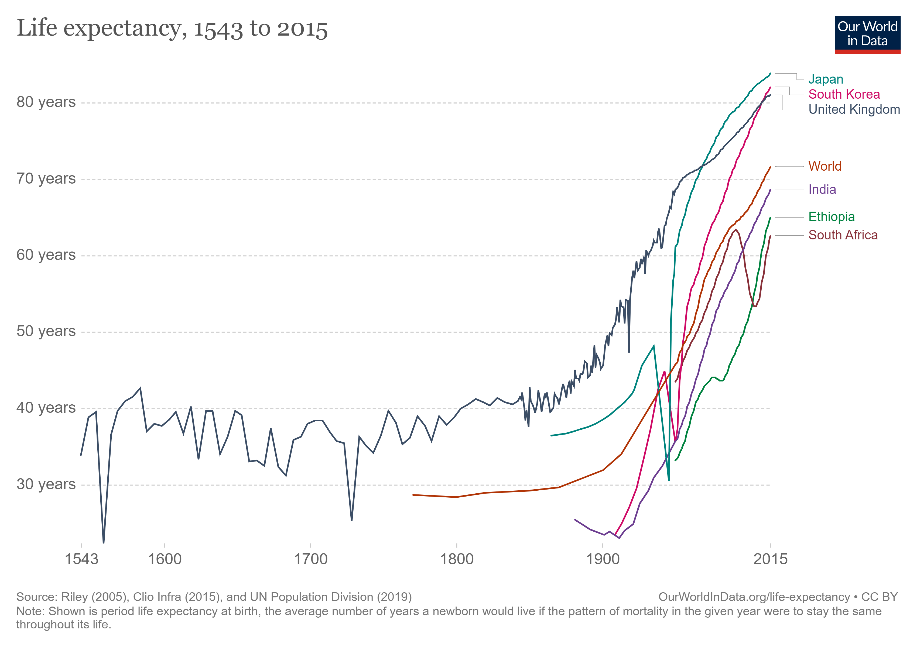 Life expectancy, 1543 to 2015
Our World
in Data
80 years
70 years
60 years
50 years
40 years
30 years
Japan
South Korea
United Kingdom
World
India
Ethiopia
South Africa
1543
1600
1700
1800
1900
2015
Source: Riley (2005), Clio Infra (2015), and UN Population Division (2019)
OurWorldInData.org/life-expectancy • CC BY
Note: Shown is period life expectancy at birth, the average number of years a newborn would live if the pattern of mortality in the given year were to stay the same
throughout its life.